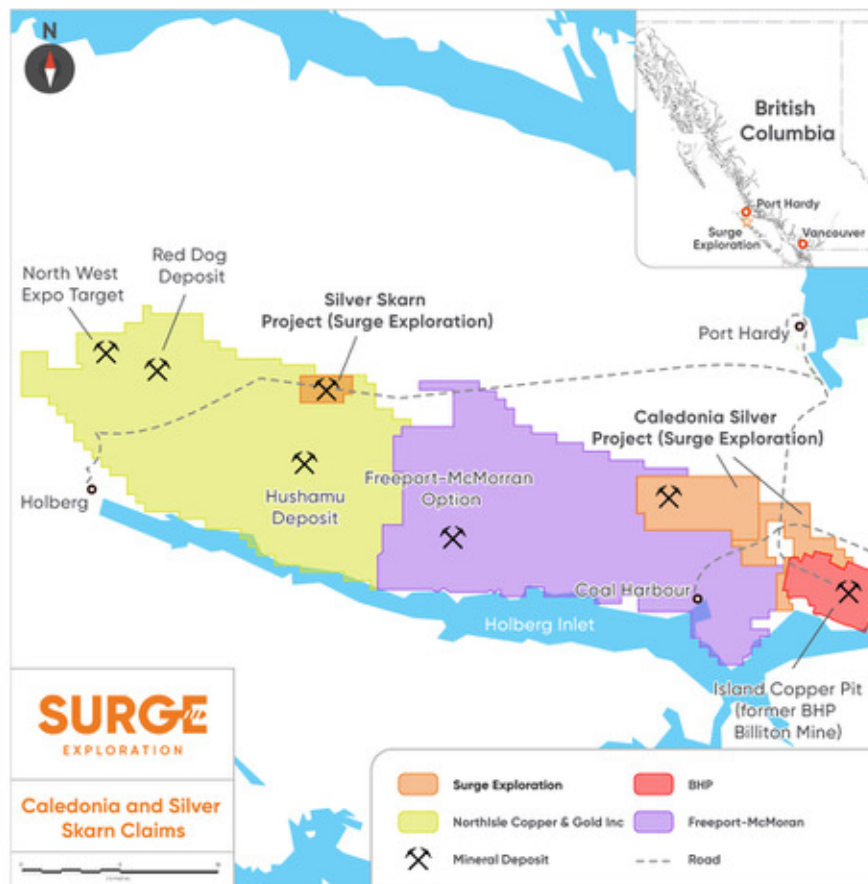 N
British
Columbia
Port Hardy
Surge
Exploration
Vancouver
North West
Expo Target
Red Dog
Deposit
Silver Skarn
Project (Surge Exploration)
Port Hardy
Caledonia Silver
Project (Surge Exploration)
Holberg
Hushamu
Deposit
Freeport-McMorran
Option
Coal Harbour
Holberg Inlet
Island Copper Pit
(former BHP
Billiton Mine)
SURGE
EXPLORATION
Caledonia and Silver
Skarn Claims
Surge Exploration
BHP
NorthIsle Copper & Gold Inc
Freeport-McMoran
Mineral Deposit
Road